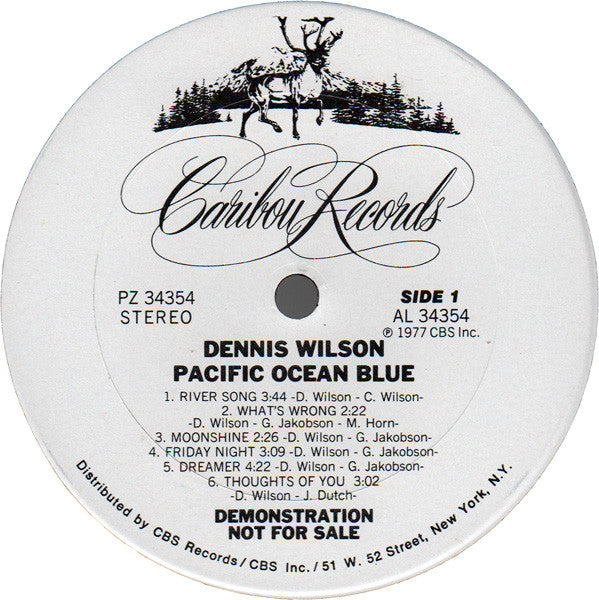 Caribou Records
PZ 34354
STEREO
SIDE 1
AL 34354
℗ 1977 CBS Inc.
DENNIS WILSON
PACIFIC OCEAN BLUE
1. RIVER SONG 3:44 -D. Wilson - C. Wilson-
2. WHAT'S WRONG 2:22
-D. Wilson - G. Jakobson - M. Horn-
3. MOONSHINE 2:26 -D. Wilson - G. Jakobson-
4. FRIDAY NIGHT 3:09 -D. Wilson - G. Jakobson-
5. DREAMER 4:22 -D. Wilson - G. Jakobson-
6. THOUGHTS OF YOU 3:02
-D. Wilson - J. Dutch-
DEMONSTRATION
NOT FOR SALE
Distributed by CBS Records/CBS Inc./51 W. 52 Street, New York, N.Y.